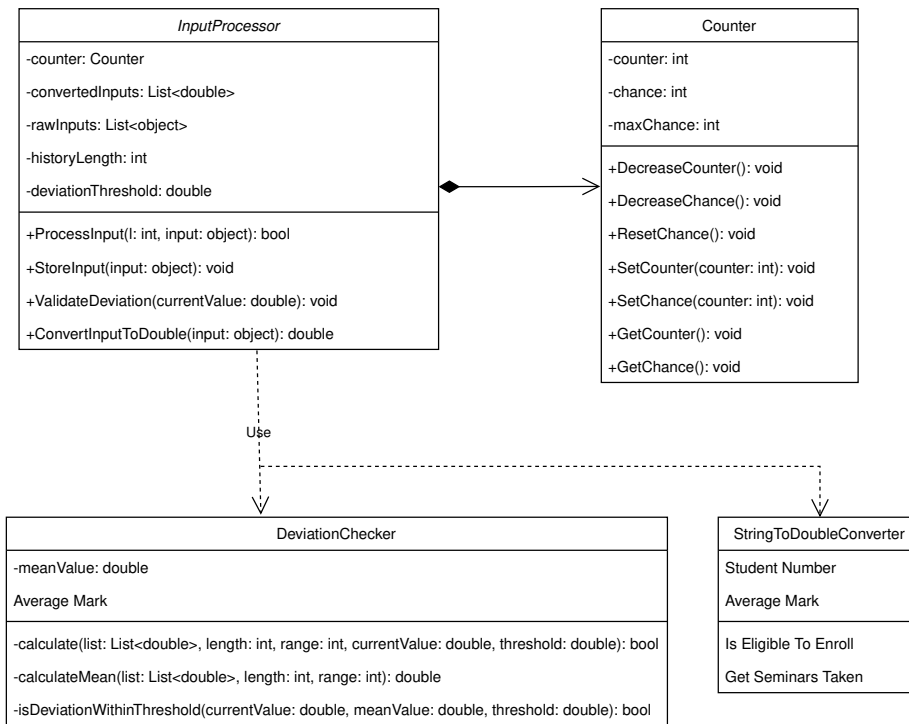 InputProcessor
-counter: Counter
-convertedInputs: List<double>
-rawInputs: List<object>
-historyLength: int
-deviationThreshold: double
+ProcessInput(I: int, input: object): bool
+StoreInput(input: object): void
+ValidateDeviation(currentValue: double): void
+ConvertInputToDouble(input: object): double
Counter
-counter: int
-chance: int
-maxChance: int
+DecreaseCounter(): void
+DecreaseChance(): void
+ResetChance(): void
+SetCounter(counter: int): void
+SetChance(counter: int): void
+GetCounter(): void
+GetChance(): void
Use
DeviationChecker
-meanValue: double
Average Mark
-calculate(list: List<double>, length: int, range: int, currentValue: double, threshold: double): bool
-calculateMean(list: List<double>, length: int, range: int): double
-isDeviationWithinThreshold(currentValue: double, meanValue: double, threshold: double): bool
StringToDoubleConverter
Student Number
Average Mark
Is Eligible To Enroll
Get Seminars Taken